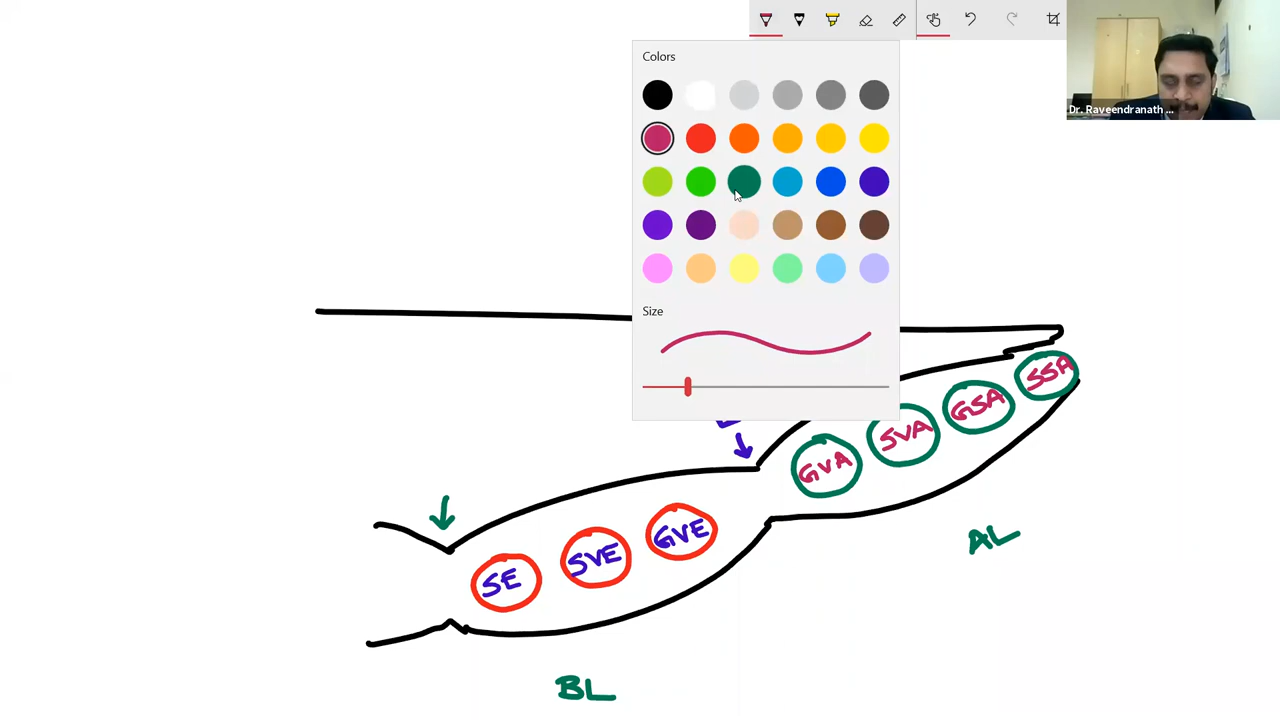 Colors
Dr. Raveendranath ...
Size
SSA
GSA
SVA
GVA
GVE
SVE
SE
AL
BL